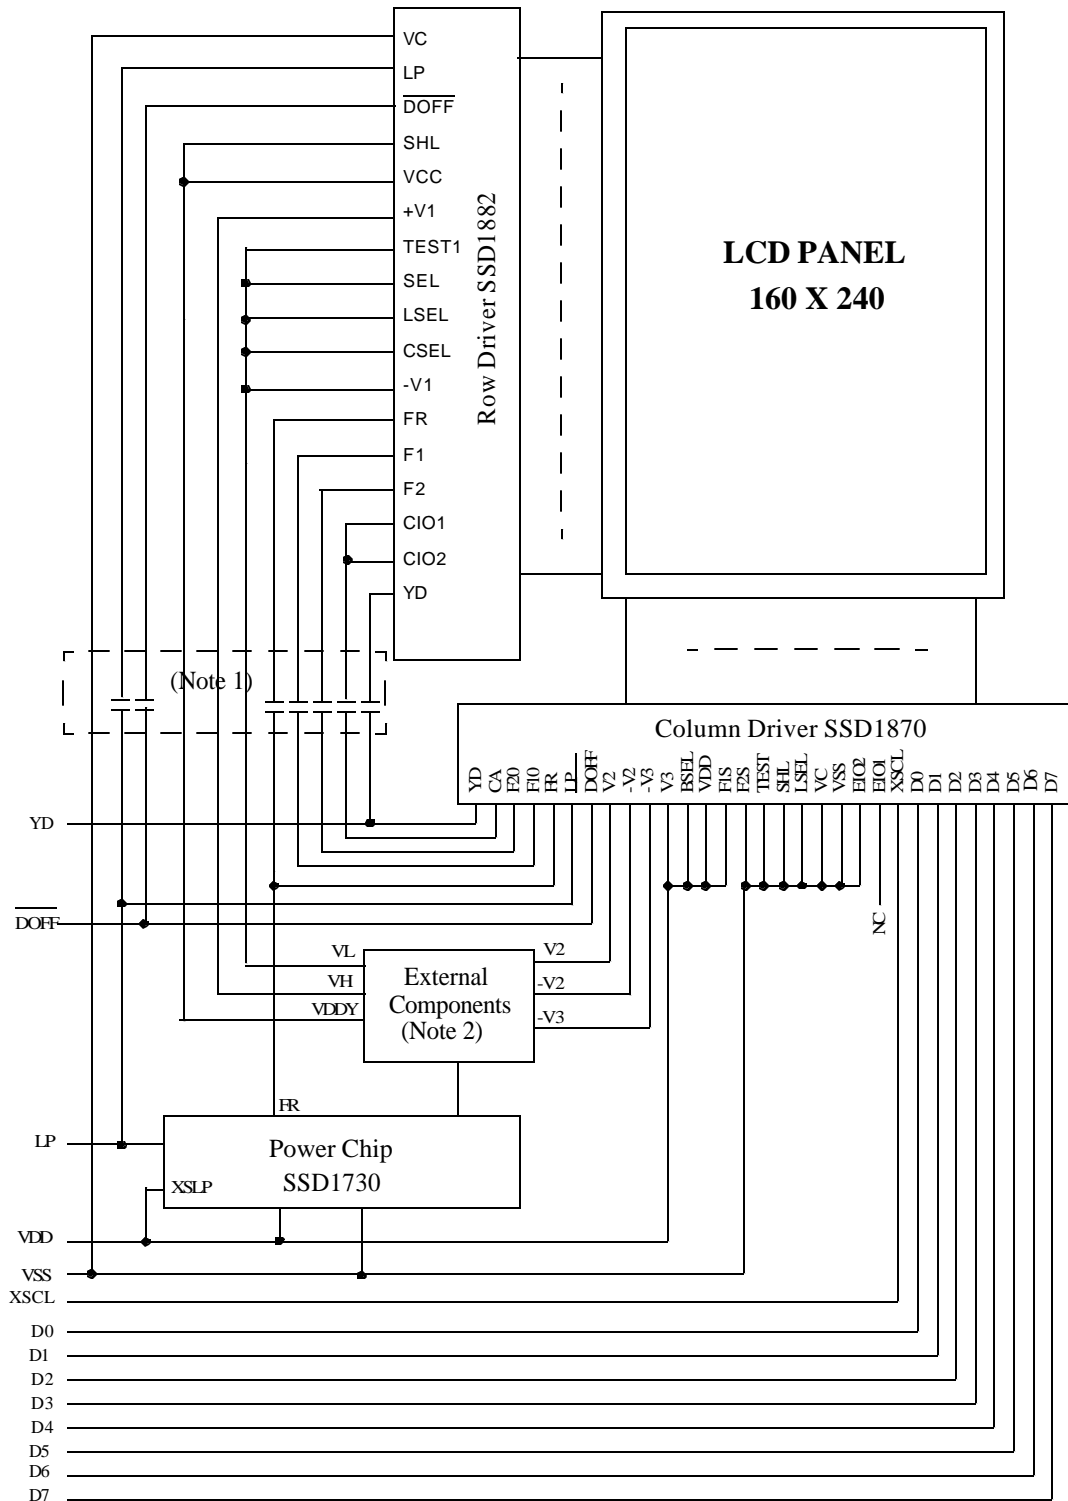 VC
LP
DOFF
SHL
VCC
+V1
TEST1
SEL
LSEL
CSEL
-V1
FR
F1
F2
CIO1
CIO2
YD
Row Driver SSD1882
LCD PANEL
160 X 240
(Note 1)
Column Driver SSD1870
YD
CA
F20
F10
FR
LP
DOFF
V2
-V2
-V3
V3
BSEL
VDD
F1S
F2S
TEST
SHL
LSEL
VC
VSS
EIO2
EIO1
XSCL
D0
D1
D2
D3
D4
D5
D6
D7
YD
DOFF
NC
VL
VH
VDDY
External
Components
(Note 2)
V2
-V2
-V3
FR
LP
Power Chip
SSD1730
XSLP
VDD
VSS
XSCL
D0
D1
D2
D3
D4
D5
D6
D7